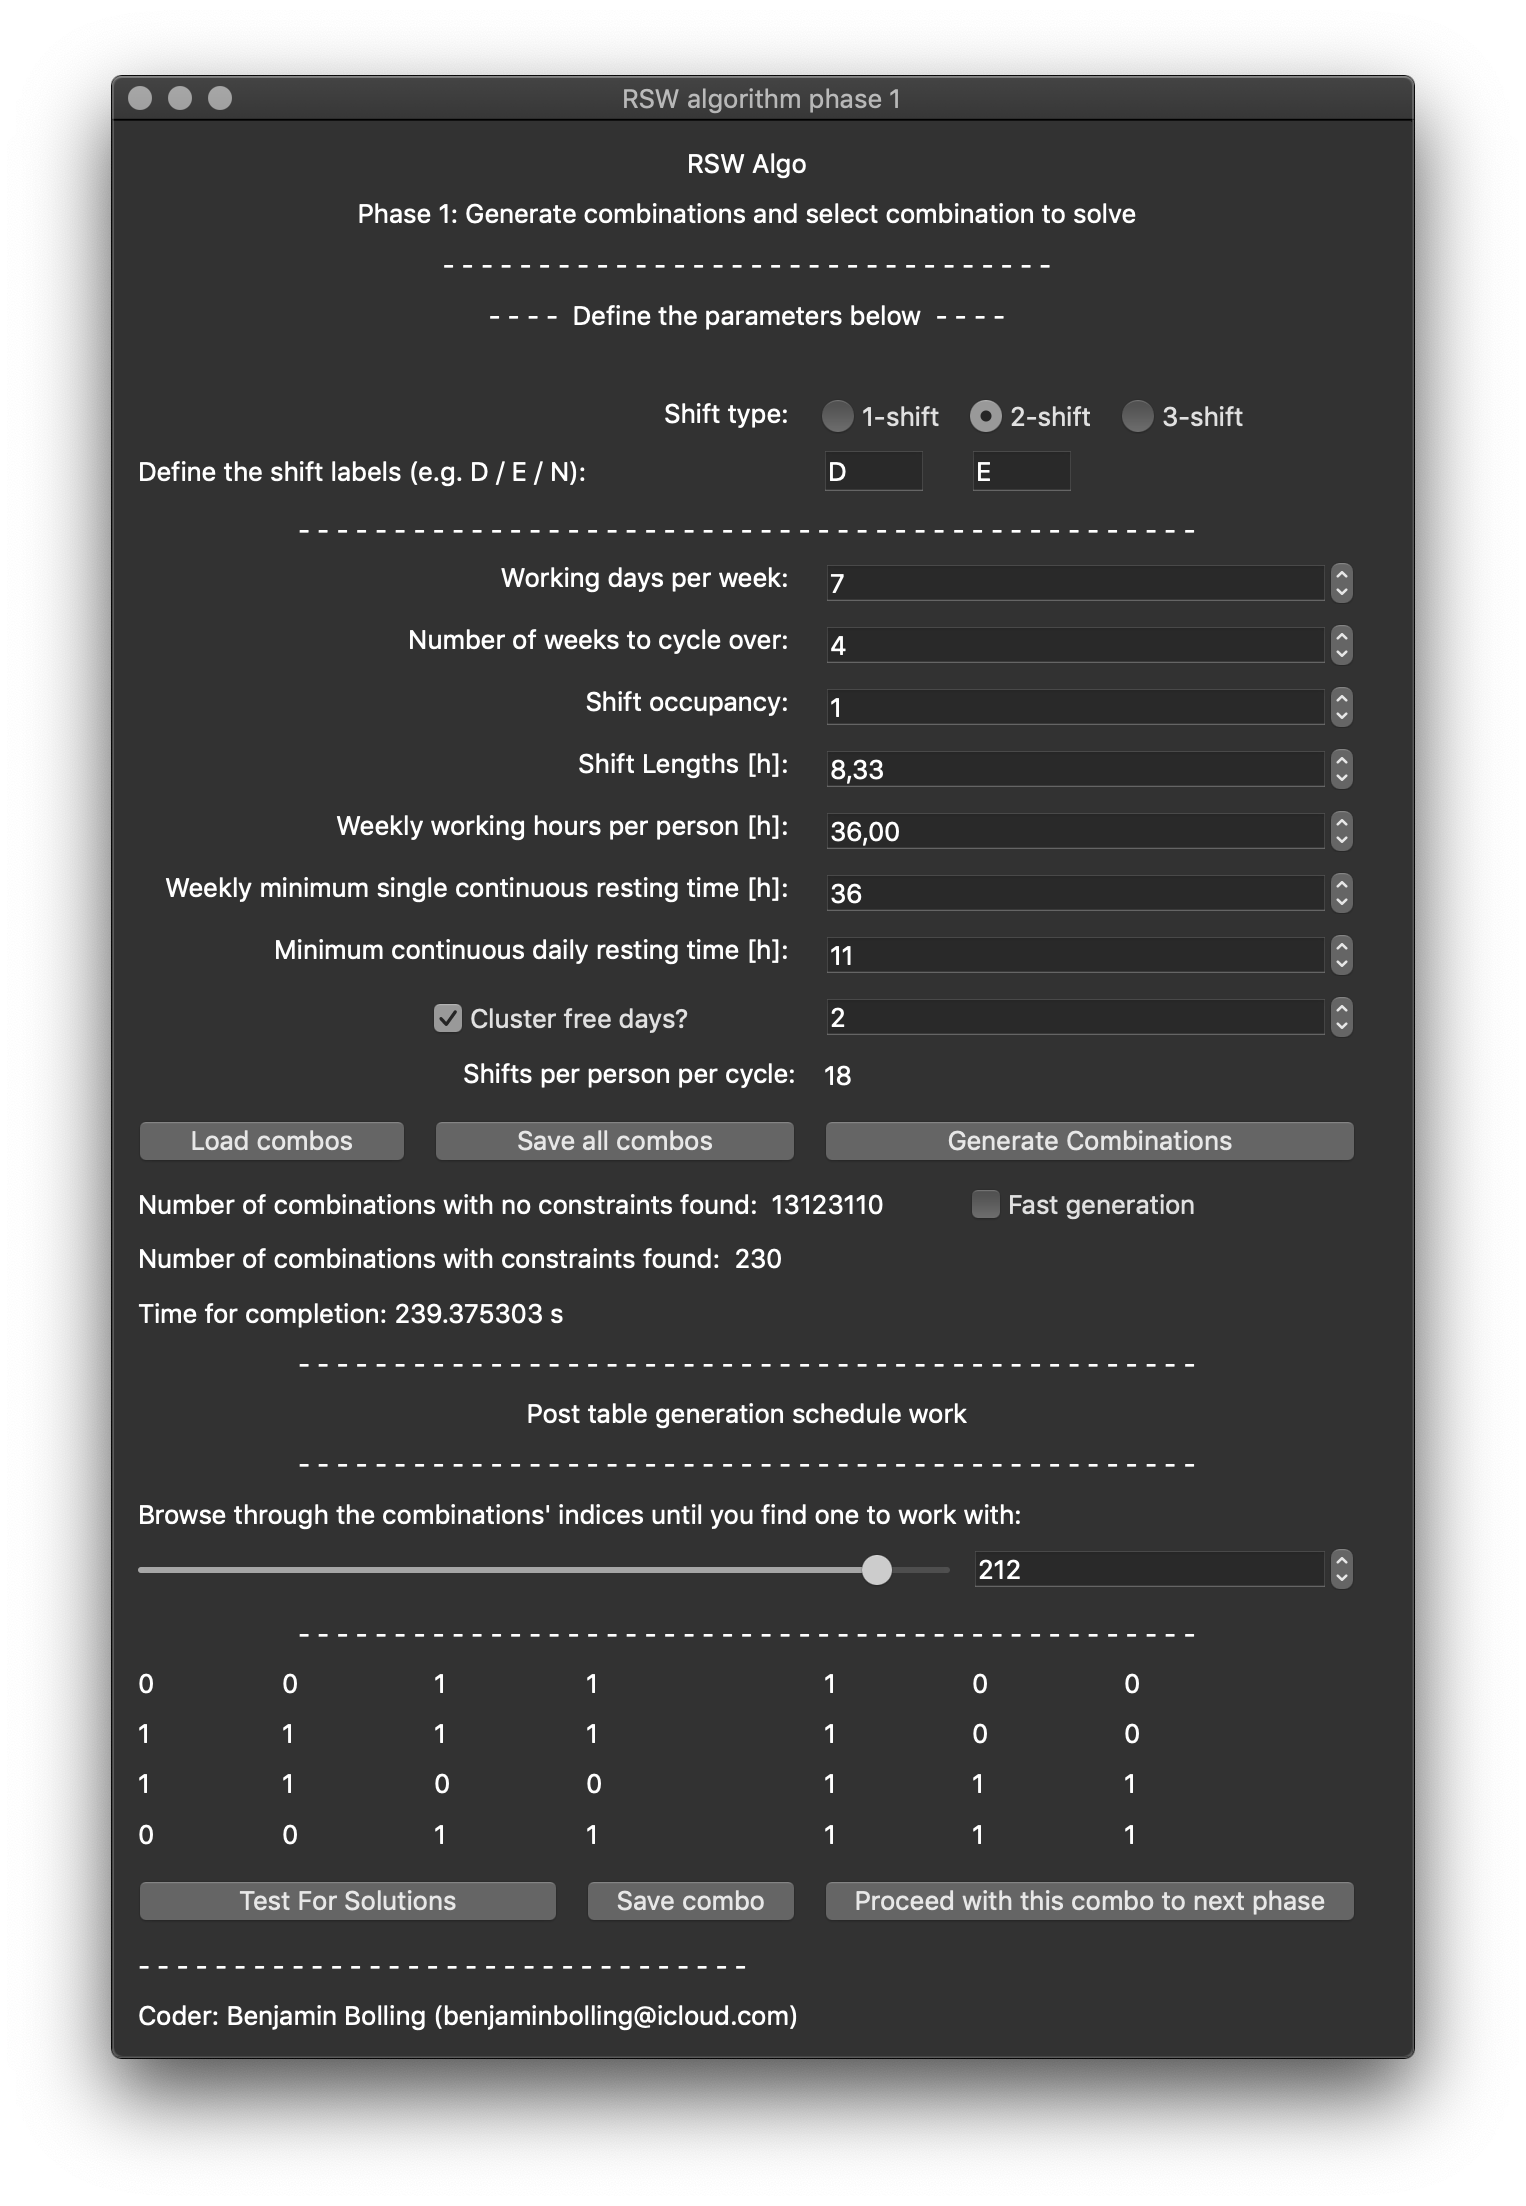 RSW algorithm phase 1
RSW Algo
Phase 1: Generate combinations and select combination to solve
- - - - - - - - - - - - - - - - - - - - - - - - - - - - - - - -
- - - - Define the parameters below - - - -
Shift type: 1-shift 2-shift 3-shift
Define the shift labels (e.g. D / E / N): D E
- - - - - - - - - - - - - - - - - - - - - - - - - - - - - - - - - - - - - - - - - - - - - - -
Working days per week: 7
Number of weeks to cycle over: 4
Shift occupancy: 1
Shift Lengths [h]: 8,33
Weekly working hours per person [h]: 36,00
Weekly minimum single continuous resting time [h]: 36
Minimum continuous daily resting time [h]: 11
Cluster free days? 2
Shifts per person per cycle: 18
Load combos Save all combos Generate Combinations
Number of combinations with no constraints found: 13123110 Fast generation
Number of combinations with constraints found: 230
Time for completion: 239.375303 s
- - - - - - - - - - - - - - - - - - - - - - - - - - - - - - - - - - - - - - - - - - - - - - -
Post table generation schedule work
- - - - - - - - - - - - - - - - - - - - - - - - - - - - - - - - - - - - - - - - - - - - - - -
Browse through the combinations' indices until you find one to work with:
212
- - - - - - - - - - - - - - - - - - - - - - - - - - - - - - - - - - - - - - - - - - - - - - -
0 0 1 1 1 0 0
1 1 1 1 1 0 0
1 1 0 0 1 1 1
0 0 1 1 1 1 1
Test For Solutions Save combo Proceed with this combo to next phase
- - - - - - - - - - - - - - - - - - - - - - - - - - - - - - - -
Coder: Benjamin Bolling (benjaminbolling@icloud.com)